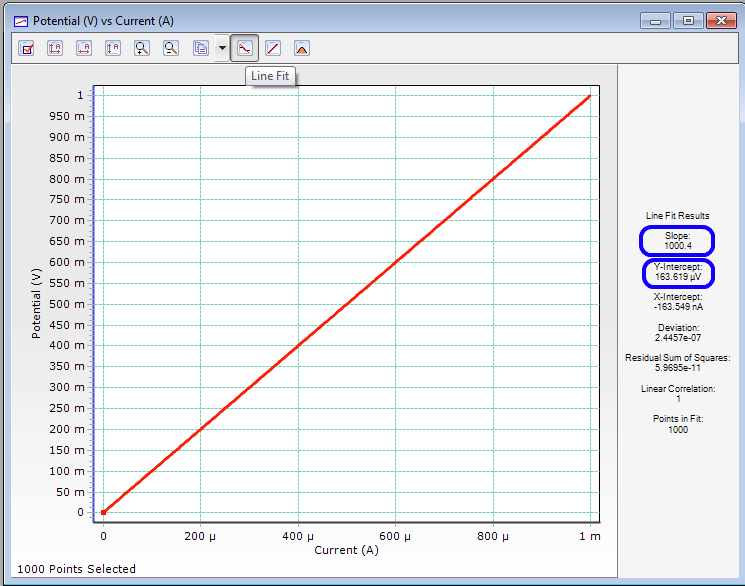 Potential (V) vs Current (A)
Line Fit
1
950 m
900 m
850 m
800 m
750 m
700 m
650 m
600 m
550 m
500 m
450 m
400 m
350 m
300 m
250 m
200 m
150 m
100 m
50 m
0
Potential (V)
0 200 µ 400 µ 600 µ 800 µ 1 m
Current (A)
1000 Points Selected
Line Fit Results
Slope:
1000.4
Y-Intercept:
163.619 µV
X-Intercept:
-163.549 nA
Deviation:
2.4457e-07
Residual Sum of Squares:
5.9695e-11
Linear Correlation:
1
Points in Fit:
1000